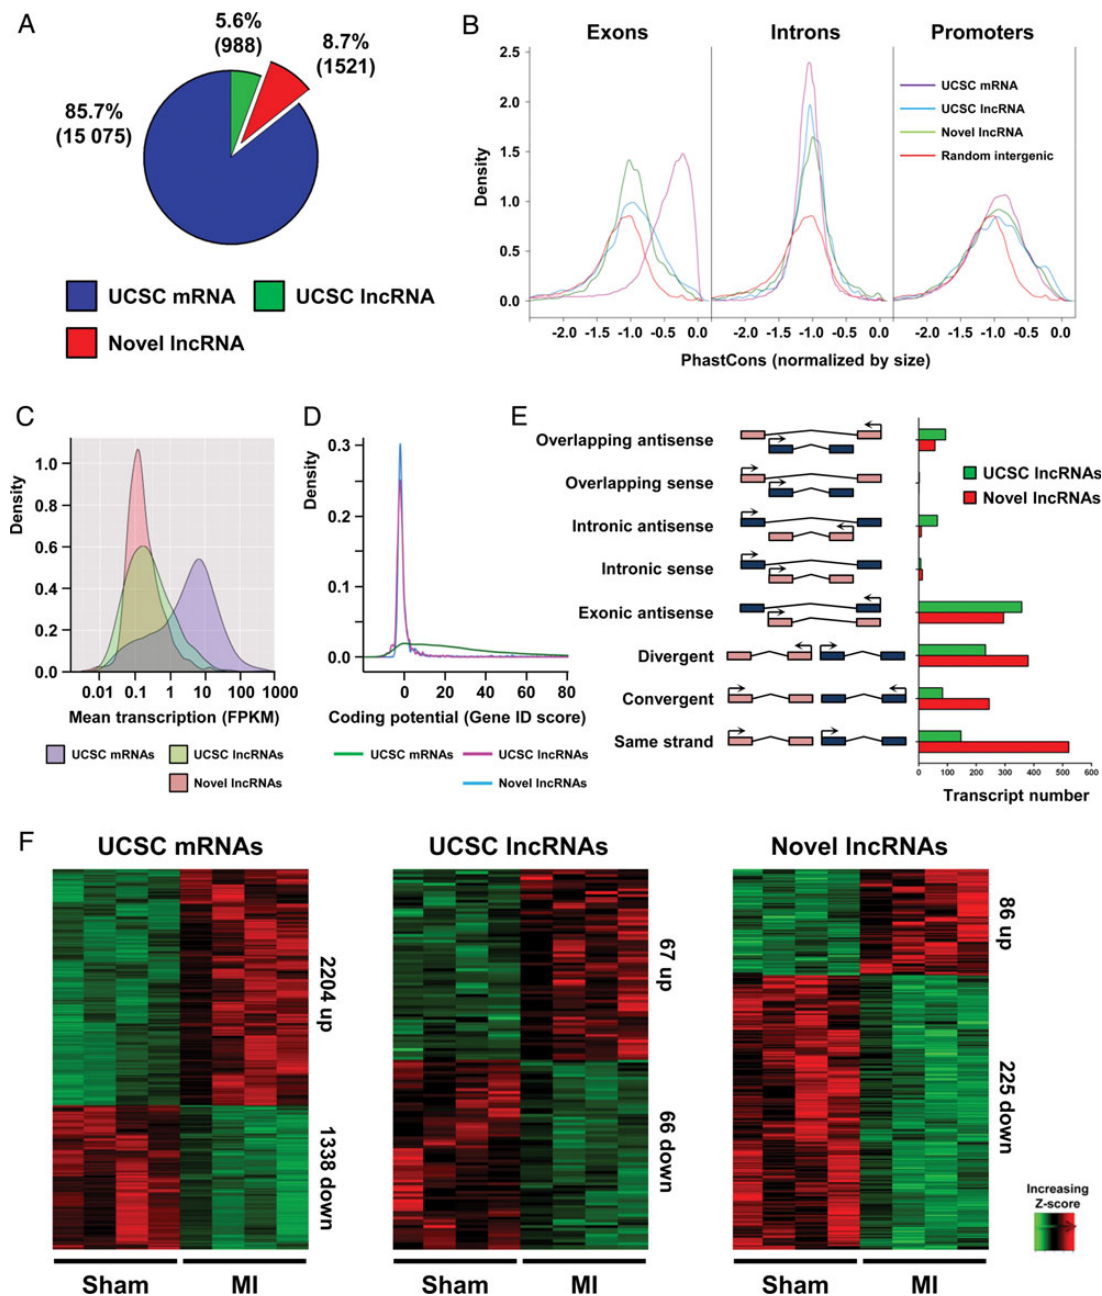 A
5.6%
(988)
8.7%
(1521)
85.7%
(15 075)
UCSC mRNA
UCSC lncRNA
Novel lncRNA
B
Exons
Introns
Promoters
Density
2.5
2.0
1.5
1.0
0.5
0.0
UCSC mRNA
UCSC lncRNA
Novel lncRNA
Random intergenic
-2.0 -1.5 -1.0 -0.5 0.0
-2.0 -1.5 -1.0 -0.5 0.0
-2.0 -1.5 -1.0 -0.5 0.0
PhastCons (normalized by size)
C
Density
1.0
0.8
0.6
0.4
0.2
0.0
0.01 0.1 1 10 100 1000
Mean transcription (FPKM)
UCSC mRNAs
UCSC lncRNAs
Novel lncRNAs
D
Density
0.3
0.2
0.1
0.0
0 20 40 60 80
Coding potential (Gene ID score)
UCSC mRNAs
UCSC lncRNAs
Novel lncRNAs
E
Overlapping antisense
Overlapping sense
Intronic antisense
Intronic sense
Exonic antisense
Divergent
Convergent
Same strand
UCSC lncRNAs
Novel lncRNAs
0 100 200 300 400 500 600
Transcript number
F
UCSC mRNAs
2204 up
1338 down
Sham MI
UCSC lncRNAs
67 up
66 down
Sham MI
Novel lncRNAs
86 up
225 down
Sham MI
Increasing
Z-score